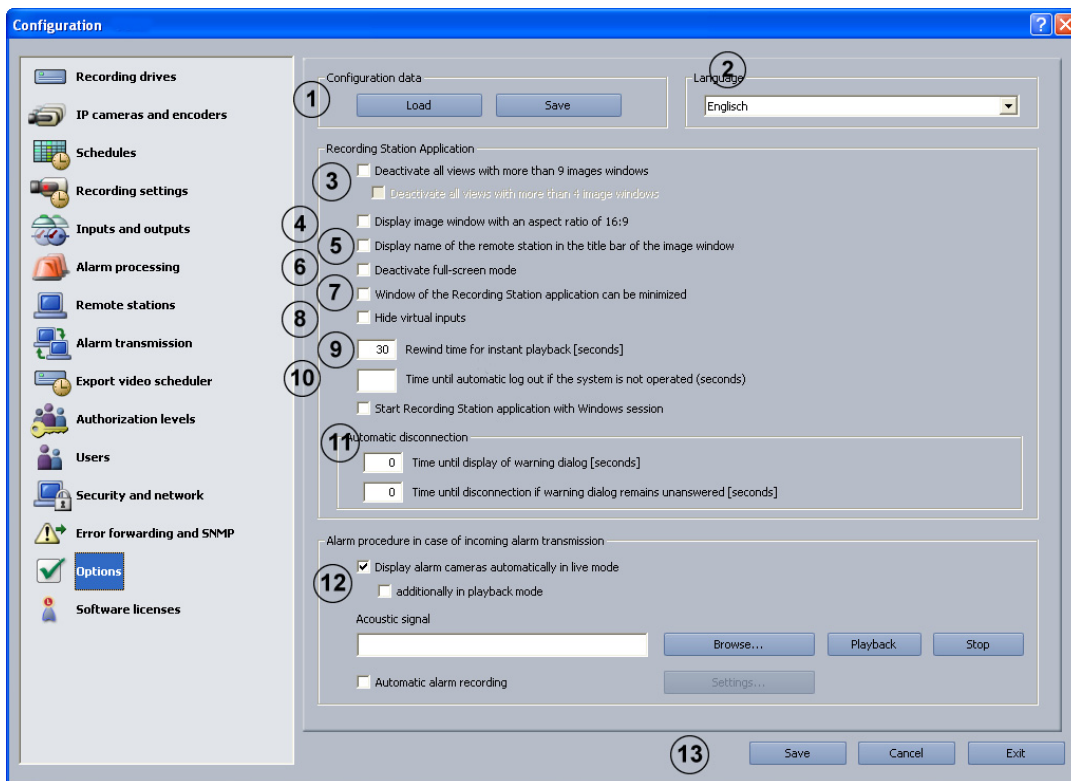 Configuration
Recording drives
IP cameras and encoders
Schedules
Recording settings
Inputs and outputs
Alarm processing
Remote stations
Alarm transmission
Export video scheduler
Authorization levels
Users
Security and network
Error forwarding and SNMP
Options
Software licenses
Configuration data
1
Load
Save
2
Language
Englisch
Recording Station Application
3
Deactivate all views with more than 9 images windows
Deactivate all views with more than 4 image windows
4
Display image window with an aspect ratio of 16:9
5
Display name of the remote station in the title bar of the image window
6
Deactivate full-screen mode
7
Window of the Recording Station application can be minimized
8
Hide virtual inputs
9
30 Rewind time for instant playback [seconds]
10
Time until automatic log out if the system is not operated (seconds)
Start Recording Station application with Windows session
11
Automatic disconnection
0 Time until display of warning dialog [seconds]
0 Time until disconnection if warning dialog remains unanswered [seconds]
Alarm procedure in case of incoming alarm transmission
12
Display alarm cameras automatically in live mode
additionally in playback mode
Acoustic signal
Browse...
Playback
Stop
Automatic alarm recording
Settings...
13
Save
Cancel
Exit